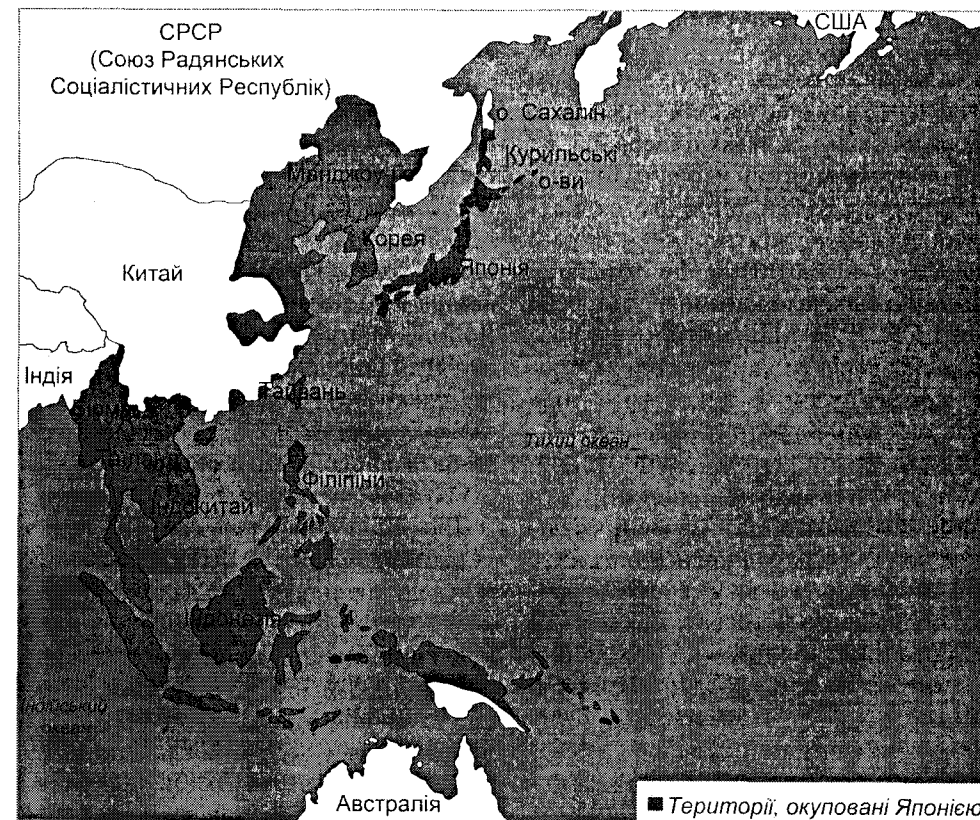 СРСР
(Союз Радянських
Соціалістичних Республік)
США
о. Сахалін
Курильські
о-ви
Корея
Японія
Китай
Індія
Тайвань
Тихий океан
Філіпіни
Індокитай
океан
Австралія
Території, окуповані Японією